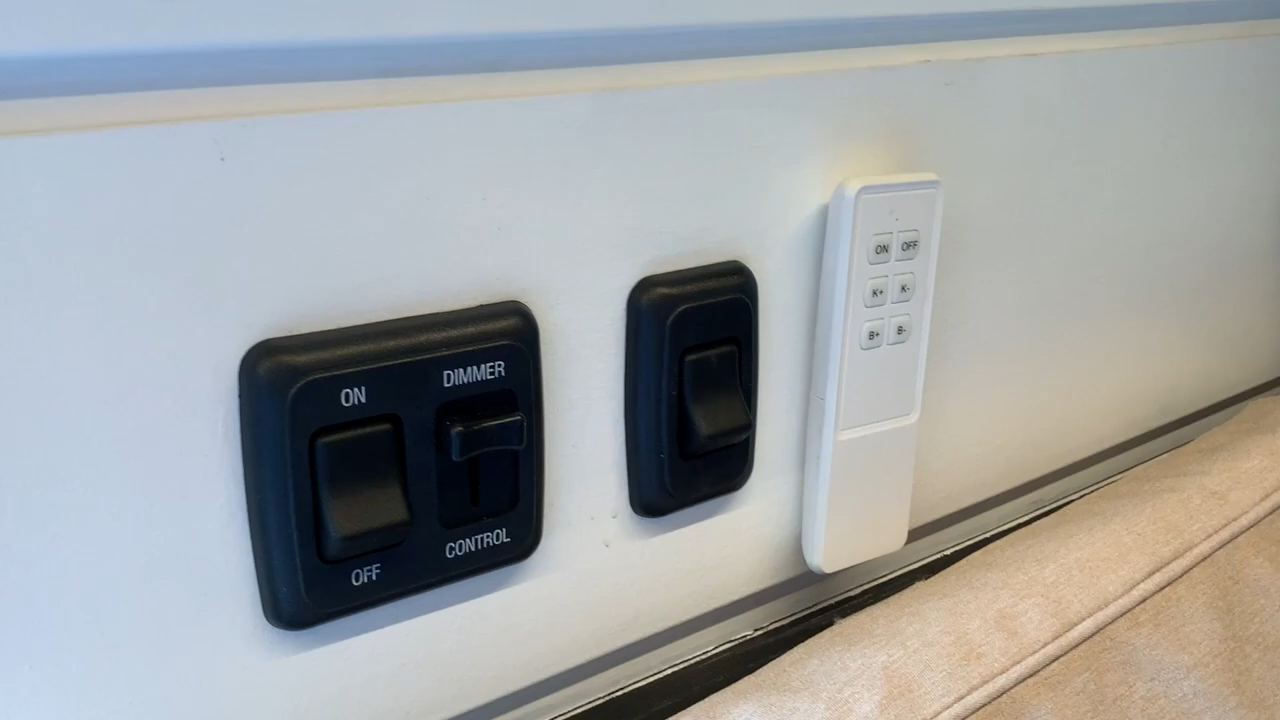 ON
DIMMER
OFF
CONTROL
ON OFF
K+ K-
B+ B-